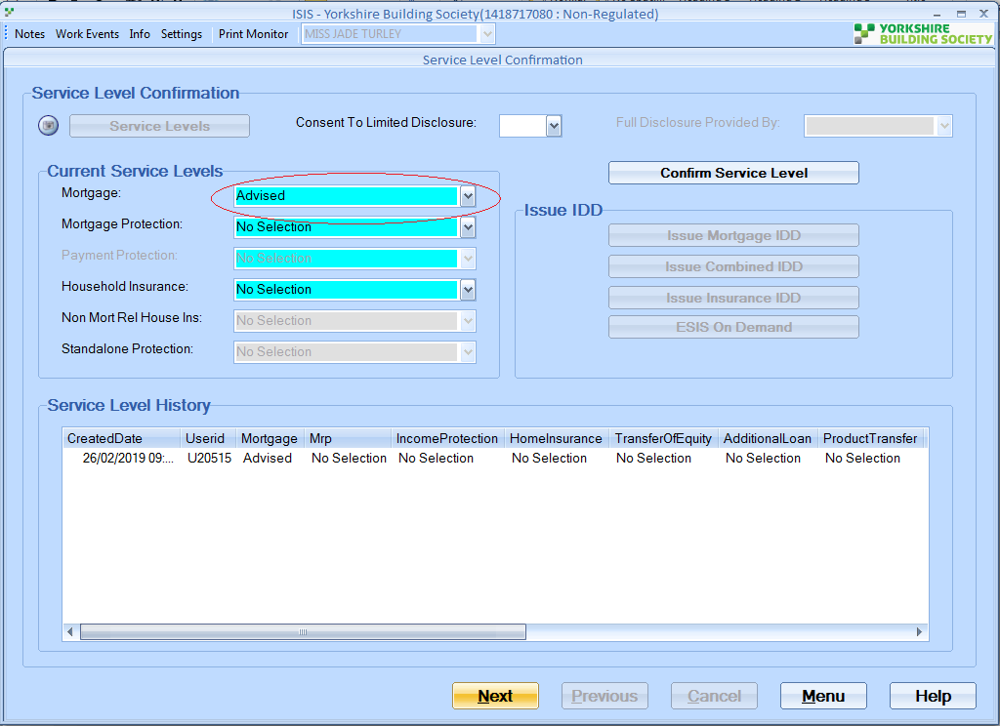 ISIS - Yorkshire Building Society(1418717080 : Non-Regulated)
Notes Work Events Info Settings Print Monitor MISS JADE TURLEY
YORKSHIRE
BUILDING SOCIETY
Service Level Confirmation
Service Level Confirmation
Service Levels Consent To Limited Disclosure: Full Disclosure Provided By:
Current Service Levels
Confirm Service Level
Mortgage: Advised
Issue IDD
Mortgage Protection: No Selection
Issue Mortgage IDD
Payment Protection: No Selection
Issue Combined IDD
Household Insurance: No Selection
Issue Insurance IDD
Non Mort Rel House Ins: No Selection
ESIS On Demand
Standalone Protection: No Selection
Service Level History
CreatedDate Userid Mortgage Mrp IncomeProtection HomeInsurance TransferOfEquity AdditionalLoan ProductTransfer
26/02/2019 09:... U20515 Advised No Selection No Selection No Selection No Selection No Selection No Selection
Next Previous Cancel Menu Help